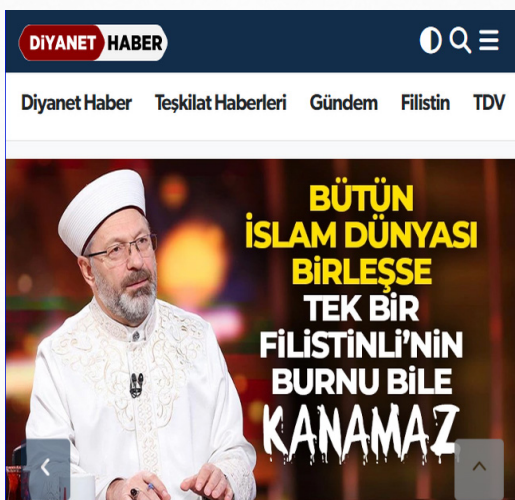 DİYANET HABER
Diyanet Haber Teşkilat Haberleri Gündem Filistin TDV
BÜTÜN
İSLAM DÜNYASI
BİRLEŞSE
TEK BİR
FİLİSTİNLİ'NİN
BURNU BİLE
KANAMAZ